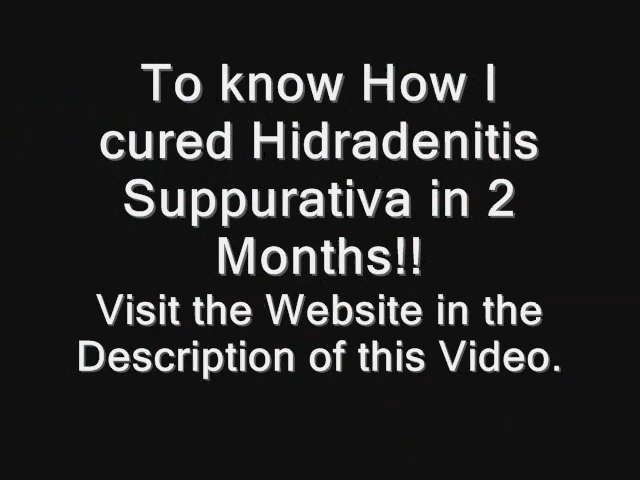 To know How I
cured Hidradenitis
Suppurativa in 2
Months!!
Visit the Website in the
Description of this Video.